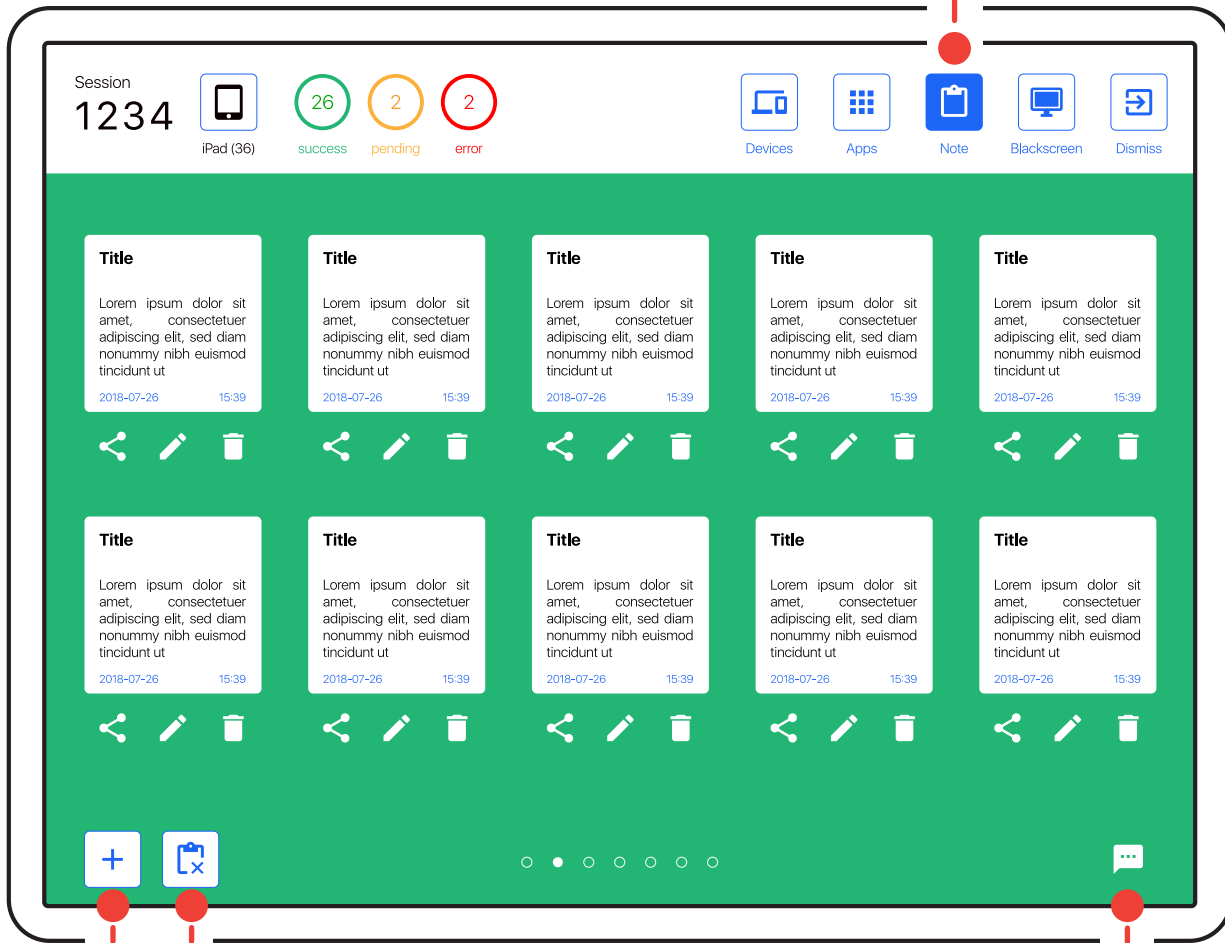 Session
1234
iPad (36)
26
success
2
pending
2
error
Devices
Apps
Note
Blackscreen
Dismiss
Title
Lorem ipsum dolor sit
amet, consectetuer
adipiscing elit, sed diam
nonummy nibh euismod
tincidunt ut
2018-07-26 15:39
Title
Lorem ipsum dolor sit
amet, consectetuer
adipiscing elit, sed diam
nonummy nibh euismod
tincidunt ut
2018-07-26 15:39
Title
Lorem ipsum dolor sit
amet, consectetuer
adipiscing elit, sed diam
nonummy nibh euismod
tincidunt ut
2018-07-26 15:39
Title
Lorem ipsum dolor sit
amet, consectetuer
adipiscing elit, sed diam
nonummy nibh euismod
tincidunt ut
2018-07-26 15:39
Title
Lorem ipsum dolor sit
amet, consectetuer
adipiscing elit, sed diam
nonummy nibh euismod
tincidunt ut
2018-07-26 15:39
Title
Lorem ipsum dolor sit
amet, consectetuer
adipiscing elit, sed diam
nonummy nibh euismod
tincidunt ut
2018-07-26 15:39
Title
Lorem ipsum dolor sit
amet, consectetuer
adipiscing elit, sed diam
nonummy nibh euismod
tincidunt ut
2018-07-26 15:39
Title
Lorem ipsum dolor sit
amet, consectetuer
adipiscing elit, sed diam
nonummy nibh euismod
tincidunt ut
2018-07-26 15:39
Title
Lorem ipsum dolor sit
amet, consectetuer
adipiscing elit, sed diam
nonummy nibh euismod
tincidunt ut
2018-07-26 15:39
Title
Lorem ipsum dolor sit
amet, consectetuer
adipiscing elit, sed diam
nonummy nibh euismod
tincidunt ut
2018-07-26 15:39